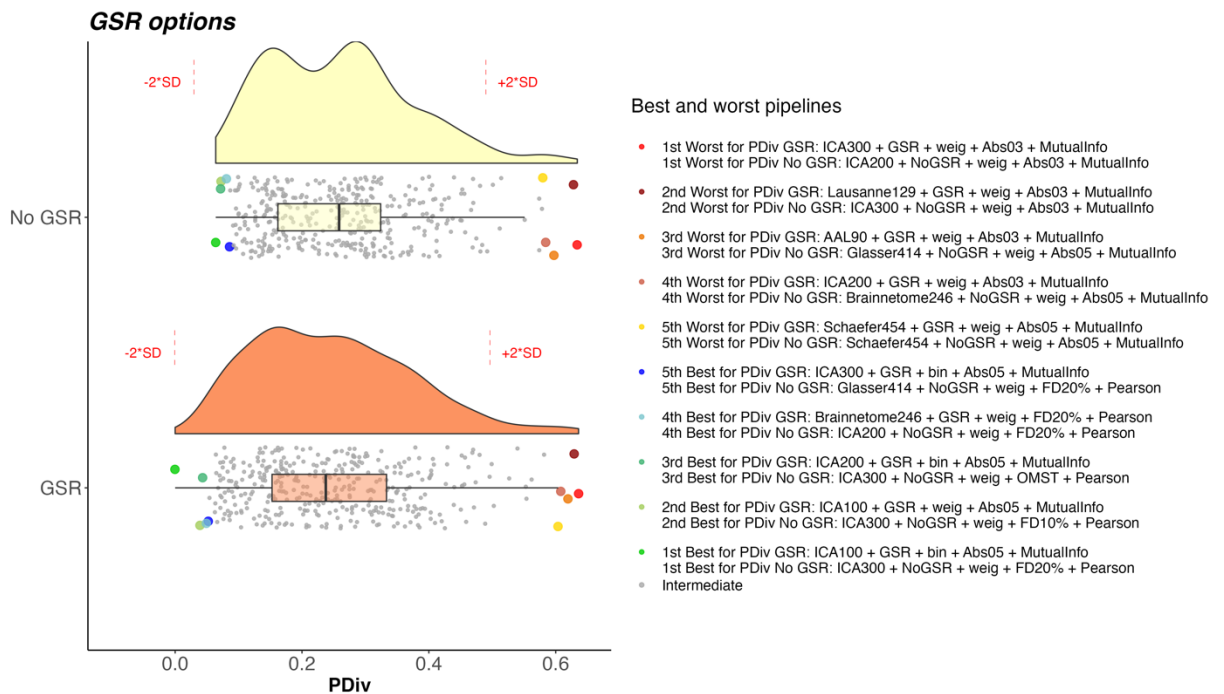 GSR options
-2*SD
+2*SD
No GSR
-2*SD
+2*SD
GSR
0.0
0.2
0.4
0.6
PDiv
Best and worst pipelines
1st Worst for PDiv GSR: ICA300 + GSR + weig + Abs03 + MutualInfo
1st Worst for PDiv No GSR: ICA200 + NoGSR + weig + Abs03 + MutualInfo
2nd Worst for PDiv GSR: Lausanne129 + GSR + weig + Abs03 + MutualInfo
2nd Worst for PDiv No GSR: ICA300 + NoGSR + weig + Abs03 + MutualInfo
3rd Worst for PDiv GSR: AAL90 + GSR + weig + Abs03 + MutualInfo
3rd Worst for PDiv No GSR: Glasser414 + NoGSR + weig + Abs05 + MutualInfo
4th Worst for PDiv GSR: ICA200 + GSR + weig + Abs03 + MutualInfo
4th Worst for PDiv No GSR: Brainnetome246 + NoGSR + weig + Abs05 + MutualInfo
5th Worst for PDiv GSR: Schaefer454 + GSR + weig + Abs05 + MutualInfo
5th Worst for PDiv No GSR: Schaefer454 + NoGSR + weig + Abs05 + MutualInfo
5th Best for PDiv GSR: ICA300 + GSR + bin + Abs05 + MutualInfo
5th Best for PDiv No GSR: Glasser414 + NoGSR + weig + FD20% + Pearson
4th Best for PDiv GSR: Brainnetome246 + GSR + weig + FD20% + Pearson
4th Best for PDiv No GSR: ICA200 + NoGSR + weig + FD20% + Pearson
3rd Best for PDiv GSR: ICA200 + GSR + bin + Abs05 + MutualInfo
3rd Best for PDiv No GSR: ICA300 + NoGSR + weig + OMST + Pearson
2nd Best for PDiv GSR: ICA100 + GSR + weig + Abs05 + MutualInfo
2nd Best for PDiv No GSR: ICA300 + NoGSR + weig + FD10% + Pearson
1st Best for PDiv GSR: ICA100 + GSR + bin + Abs05 + MutualInfo
1st Best for PDiv No GSR: ICA300 + NoGSR + weig + FD20% + Pearson
Intermediate